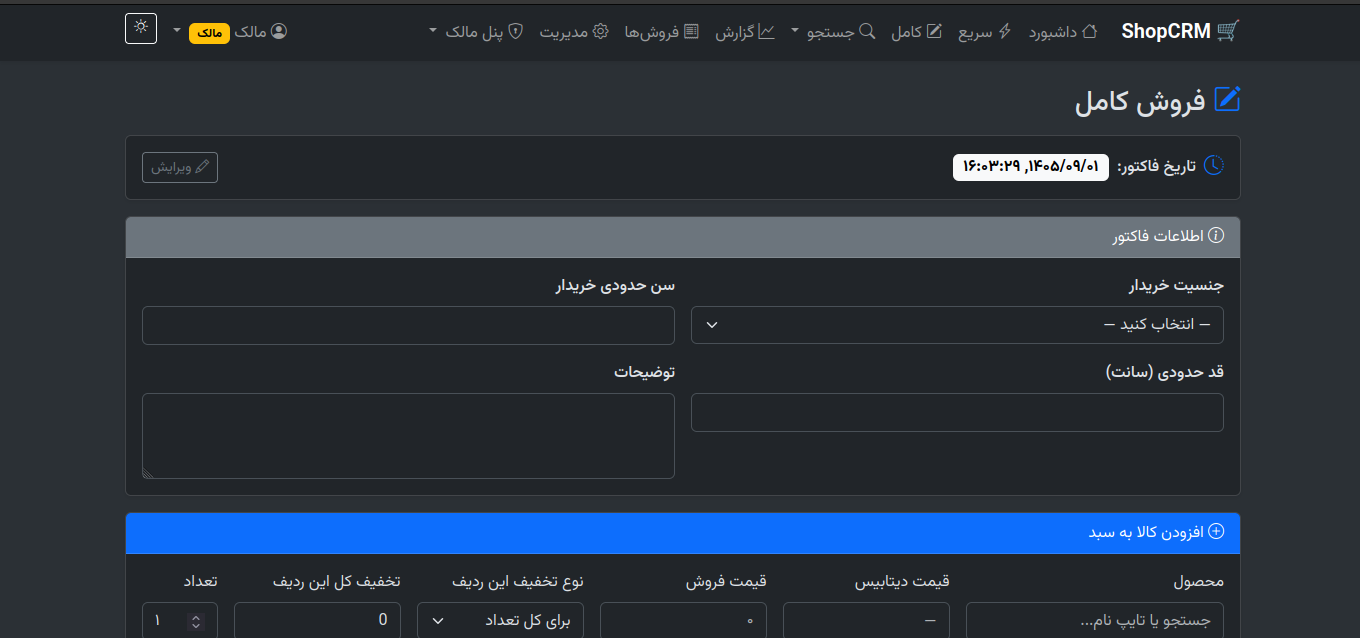 ShopCRM داشبورد سریع کامل جستجو گزارش فروش‌ها مدیریت پنل مالک مالک مالک
فروش کامل
تاریخ فاکتور: ۱۴۰۵/۰۹/۰۱, ۱۶:۰۳:۲۹ ویرایش
اطلاعات فاکتور
جنسیت خریدار سن حدودی خریدار
— انتخاب کنید —
قد حدودی (سانت) توضیحات
افزودن کالا به سبد
محصول قیمت دیتابیس قیمت فروش نوع تخفیف این ردیف تخفیف کل این ردیف تعداد
جستجو یا تایپ نام... — ۰ برای کل تعداد 0 ۱